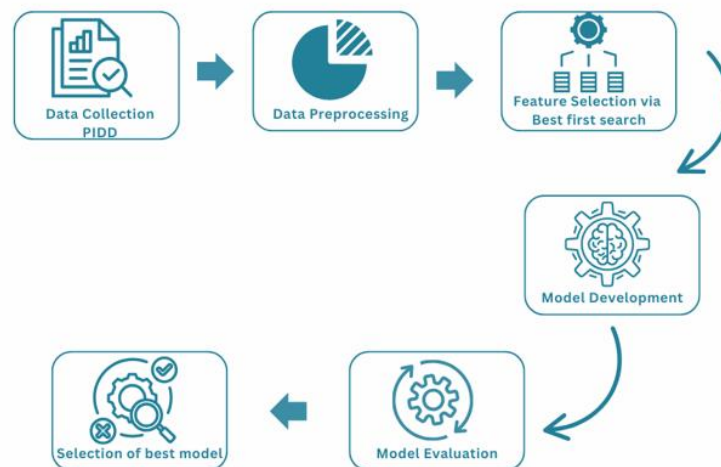 Data Collection
PIDD
Data Preprocessing
Feature Selection via
Best first search
Model Development
Model Evaluation
Selection of best model